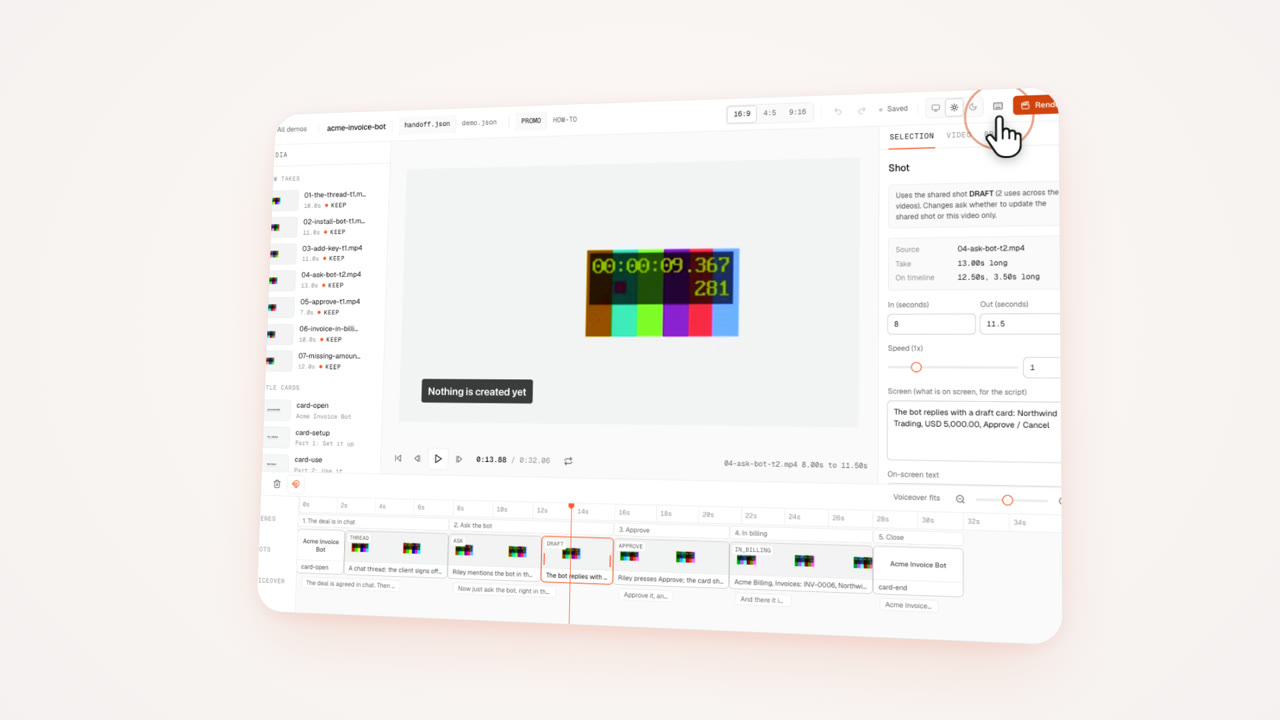 All demos
acme-invoice-bot
handoff.json
demo.json
PROMO
HOW-TO
16:9
4:5
9:16
Saved
DIA
TAKES
01-the-thread-t1.m…
10.0s KEEP
02-install-bot-t1.m…
11.0s KEEP
03-add-key-t1.mp4
11.0s KEEP
04-ask-bot-t2.mp4
13.0s KEEP
05-approve-t1.mp4
7.0s KEEP
06-invoice-in-billi…
10.0s KEEP
07-missing-amoun…
12.0s KEEP
TLE CARDS
card-open
Acme Invoice Bot
card-setup
Part 1: Set it up
card-use
Part 2: Use it
00:00:09.367
281
Nothing is created yet
0:13.88 / 0:32.06
04-ask-bot-t2.mp4 8.00s to 11.50s
SELECTION
VIDEO
Shot
Uses the shared shot DRAFT (2 uses across the
videos). Changes ask whether to update the
shared shot or this video only.
Source 04-ask-bot-t2.mp4
Take 13.00s long
On timeline 12.50s, 3.50s long
In (seconds) Out (seconds)
8 11.5
Speed (1x)
1
Screen (what is on screen, for the script)
The bot replies with a draft card: Northwind
Trading, USD 5,000.00, Approve / Cancel
On-screen text
Voiceover fits
0s 2s 4s 6s 8s 10s 12s 14s 16s 18s 20s 22s 24s 26s 28s 30s 32s 34s
ENES
1. The deal is in chat
2. Ask the bot
3. Approve
4. In billing
5. Close
OTS
Acme Invoice
Bot
card-open
THREAD
A chat thread: the client signs off…
ASK
Riley mentions the bot in th…
DRAFT
The bot replies with …
APPROVE
Riley presses Approve; the card sh…
IN_BILLING
Acme Billing, Invoices: INV-0006, Northwi…
Acme Invoice Bot
card-end
ICEOVER
The deal is agreed in chat. Then …
Now just ask the bot, right in th…
Approve it, an…
And there it i…
Acme Invoice…